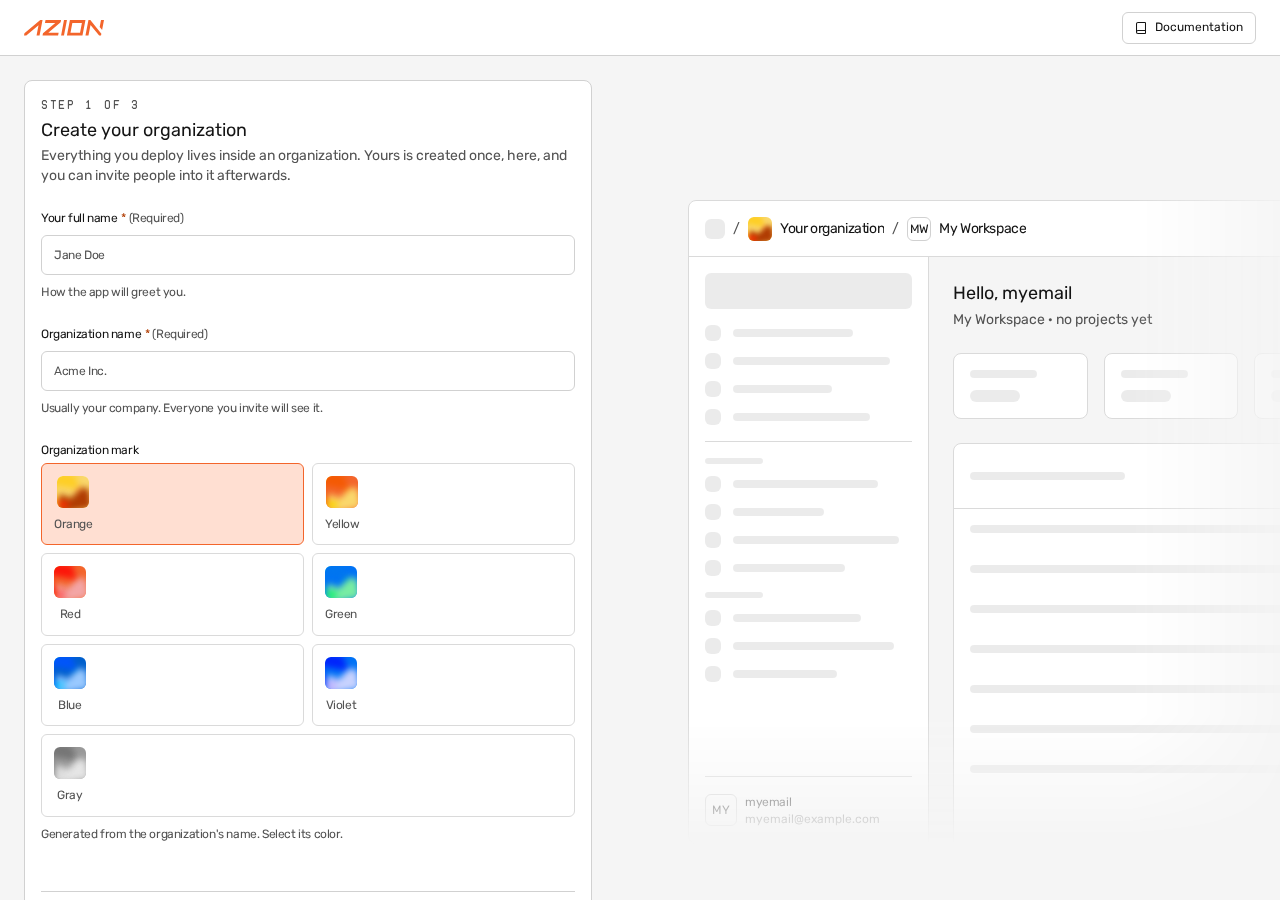 AZION
Documentation
STEP 1 OF 3
Create your organization
Everything you deploy lives inside an organization. Yours is created once, here, and
you can invite people into it afterwards.
Your full name * (Required)
Jane Doe
How the app will greet you.
Organization name * (Required)
Acme Inc.
Usually your company. Everyone you invite will see it.
Organization mark
Orange
Yellow
Red
Green
Blue
Violet
Gray
Generated from the organization's name. Select its color.
/ Your organization / MW My Workspace
Hello, myemail
My Workspace • no projects yet
MY
myemail
myemail@example.com